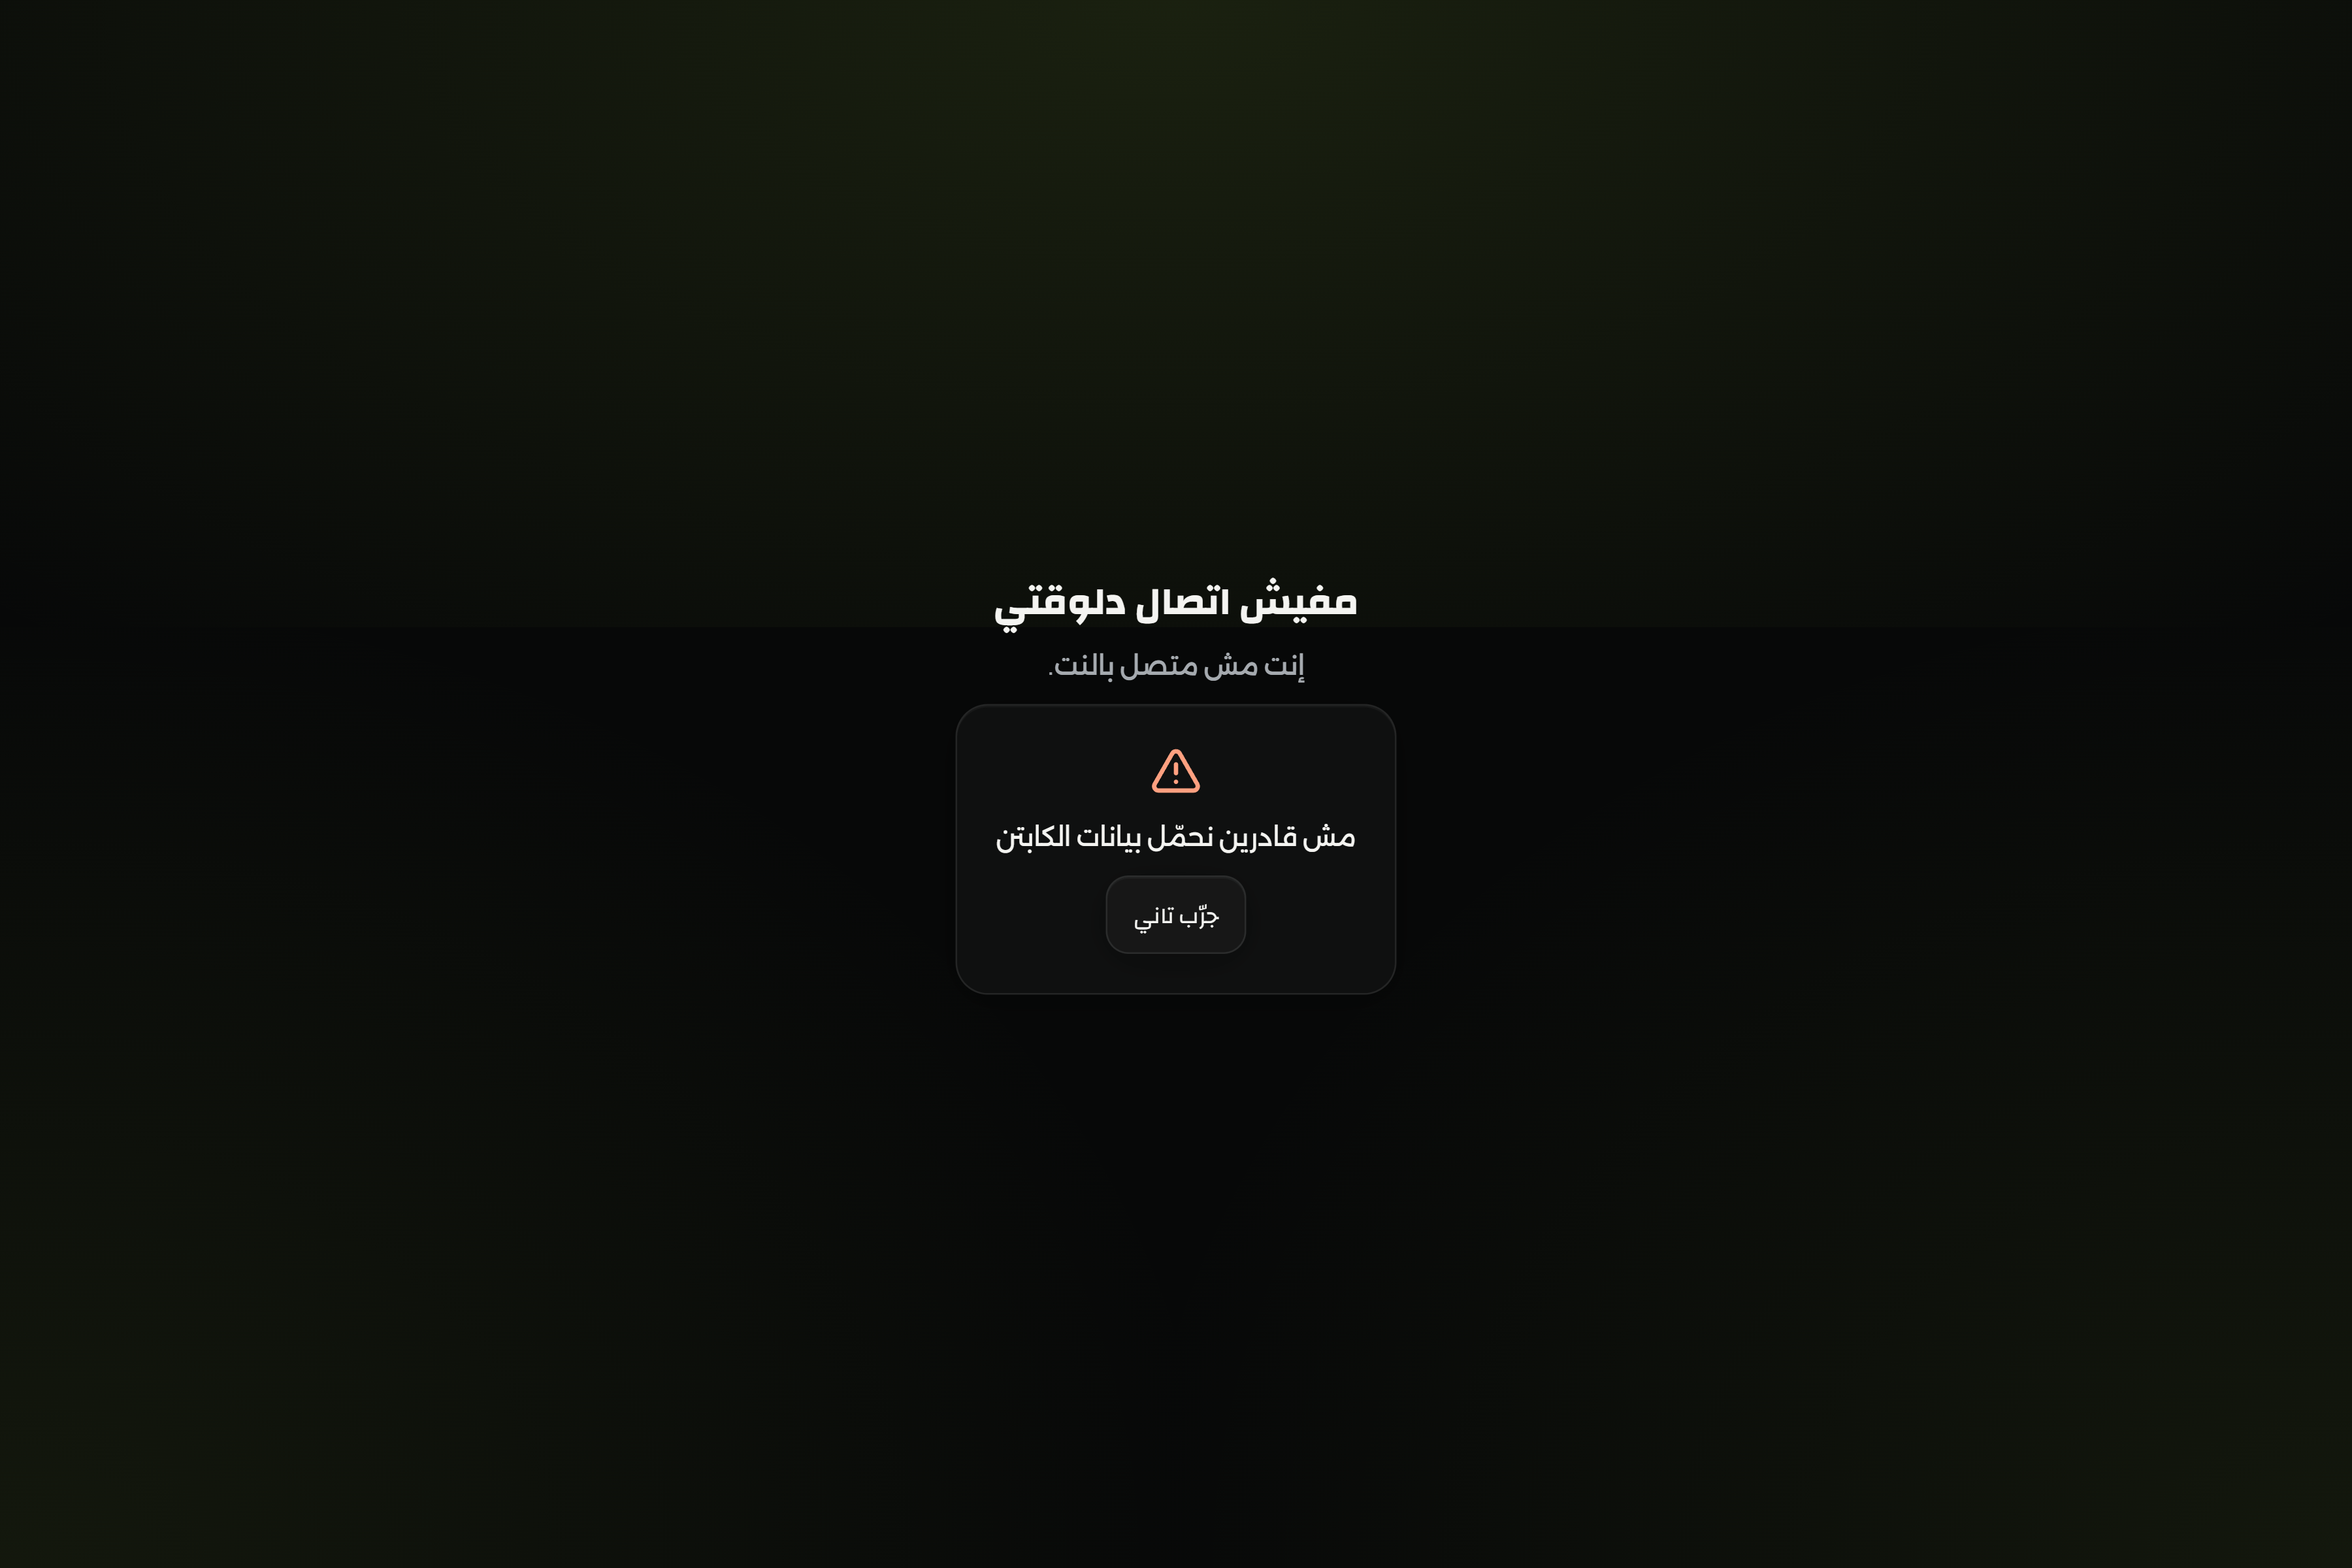 مفيش اتصال دلوقتي
إنت مش متصل بالنت.
مش قادرين نحمّل بيانات الكابتن
جرّب تاني